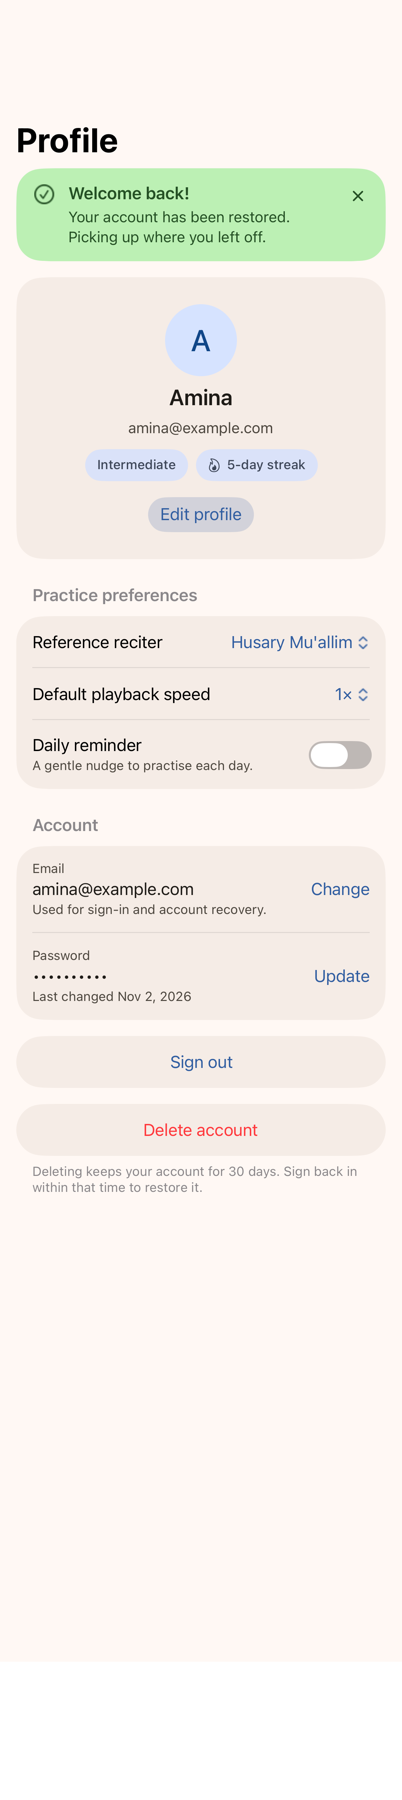 Profile
Welcome back!
Your account has been restored.
Picking up where you left off.
A
Amina
amina@example.com
Intermediate
5-day streak
Edit profile
Practice preferences
Reference reciter
Husary Mu'allim
Default playback speed
1×
Daily reminder
A gentle nudge to practise each day.
Account
Email
amina@example.com
Change
Used for sign-in and account recovery.
Password
••••••••••
Update
Last changed Nov 2, 2026
Sign out
Delete account
Deleting keeps your account for 30 days. Sign back in
within that time to restore it.